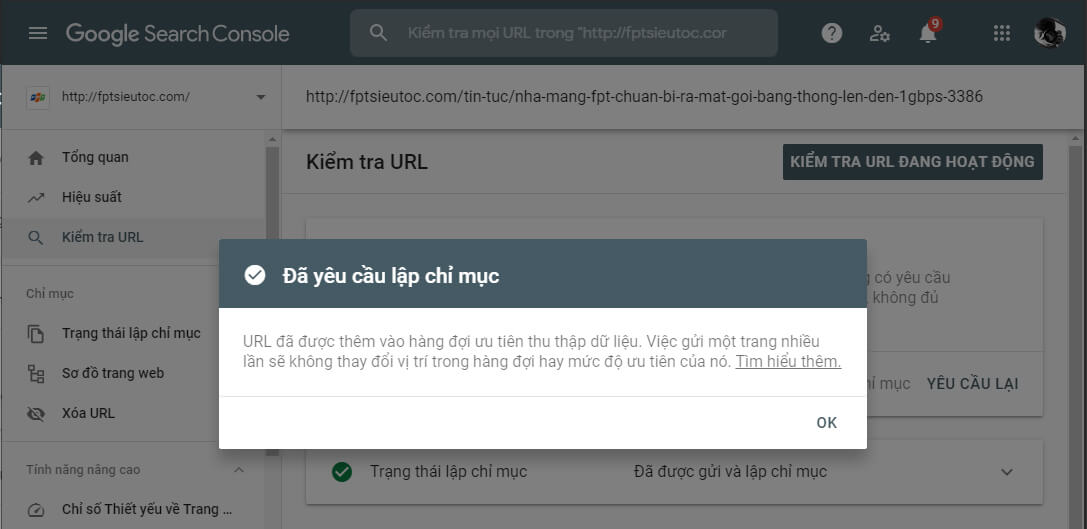 Google Search Console
Kiểm tra mọi URL trong "http://fptsieutoc.cor
9
http://fptsieutoc.com/
http://fptsieutoc.com/tin-tuc/nha-mang-fpt-chuan-bi-ra-mat-goi-bang-thong-len-den-1gbps-3386
Tổng quan
Hiệu suất
Kiểm tra URL
Chỉ mục
Trạng thái lập chỉ mục
Sơ đồ trang web
Xóa URL
Tính năng nâng cao
Chỉ số Thiết yếu về Trang ...
Kiểm tra URL
KIỂM TRA URL ĐANG HOẠT ĐỘNG
có yêu cầu
không đủ
chỉ mục
YÊU CẦU LẠI
Đã yêu cầu lập chỉ mục
URL đã được thêm vào hàng đợi ưu tiên thu thập dữ liệu. Việc gửi một trang nhiều
lần sẽ không thay đổi vị trí trong hàng đợi hay mức độ ưu tiên của nó. Tìm hiểu thêm.
OK
Trạng thái lập chỉ mục
Đã được gửi và lập chỉ mục